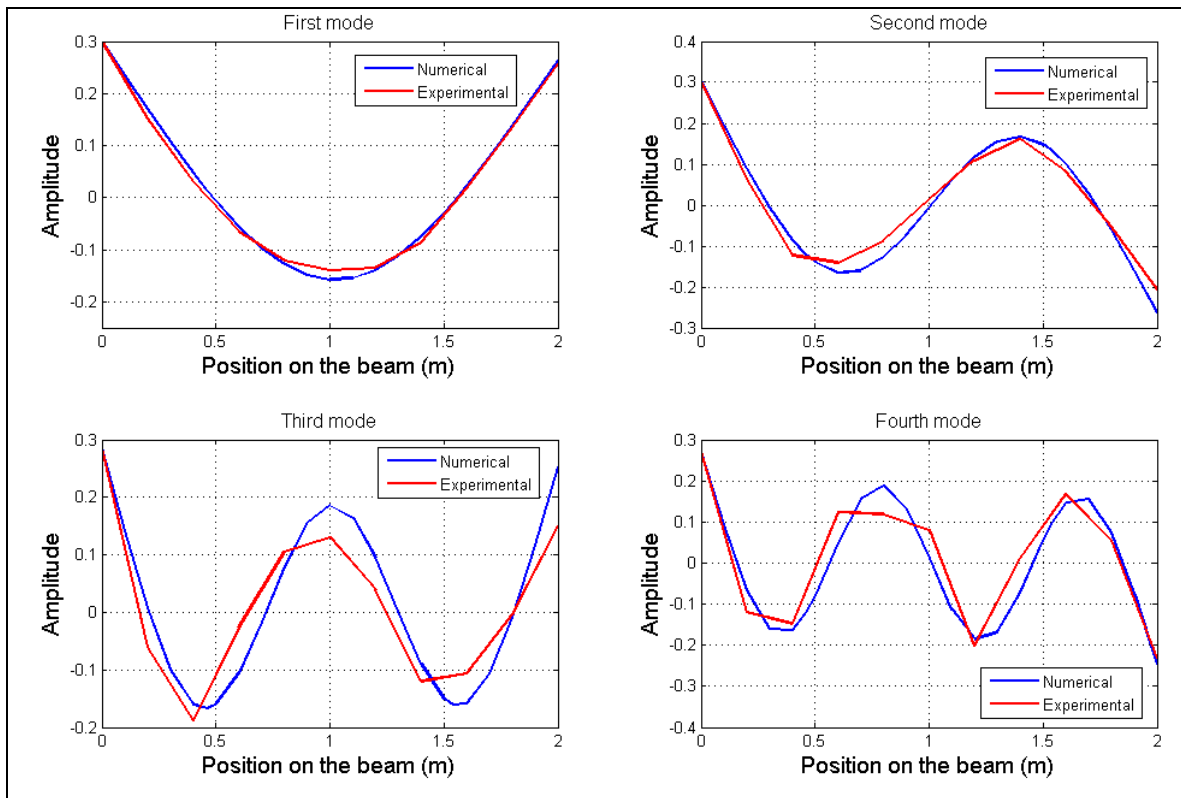 First mode
0.3
0.2
0.1
0
-0.1
-0.2
Amplitude
Numerical
Experimental
0 0.5 1 1.5 2
Position on the beam (m)
Second mode
0.4
0.3
0.2
0.1
0
-0.1
-0.2
-0.3
Amplitude
Numerical
Experimental
0 0.5 1 1.5 2
Position on the beam (m)
Third mode
0.3
0.2
0.1
0
-0.1
-0.2
Amplitude
Numerical
Experimental
0 0.5 1 1.5 2
Position on the beam (m)
Fourth mode
0.3
0.2
0.1
0
-0.1
-0.2
-0.3
-0.4
Amplitude
Numerical
Experimental
0 0.5 1 1.5 2
Position on the beam (m)